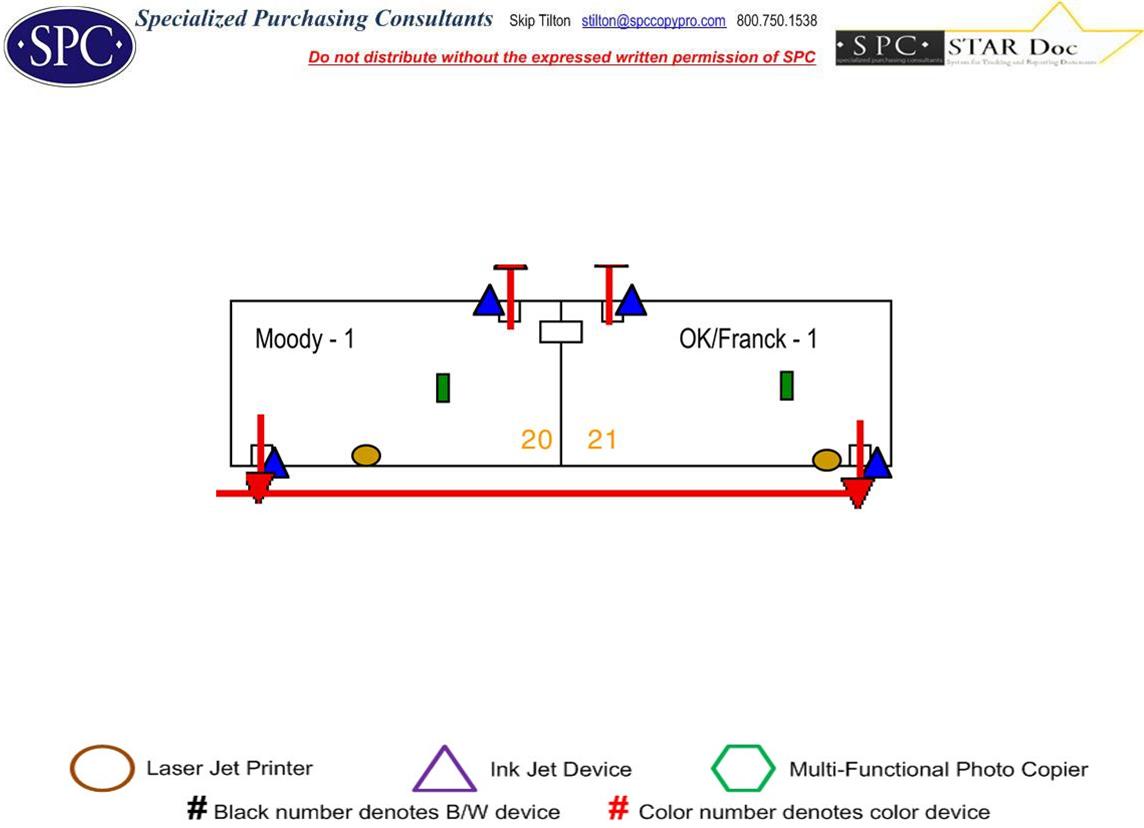 SPC Specialized Purchasing Consultants Skip Tilton stilton@spccopypro.com 800.750.1538
Do not distribute without the expressed written permission of SPC
SPC STAR Doc
specialized purchasing consultants System for Tracking and Reporting Documents
Moody - 1 OK/Franck - 1
20 21
Laser Jet Printer Ink Jet Device Multi-Functional Photo Copier
# Black number denotes B/W device # Color number denotes color device